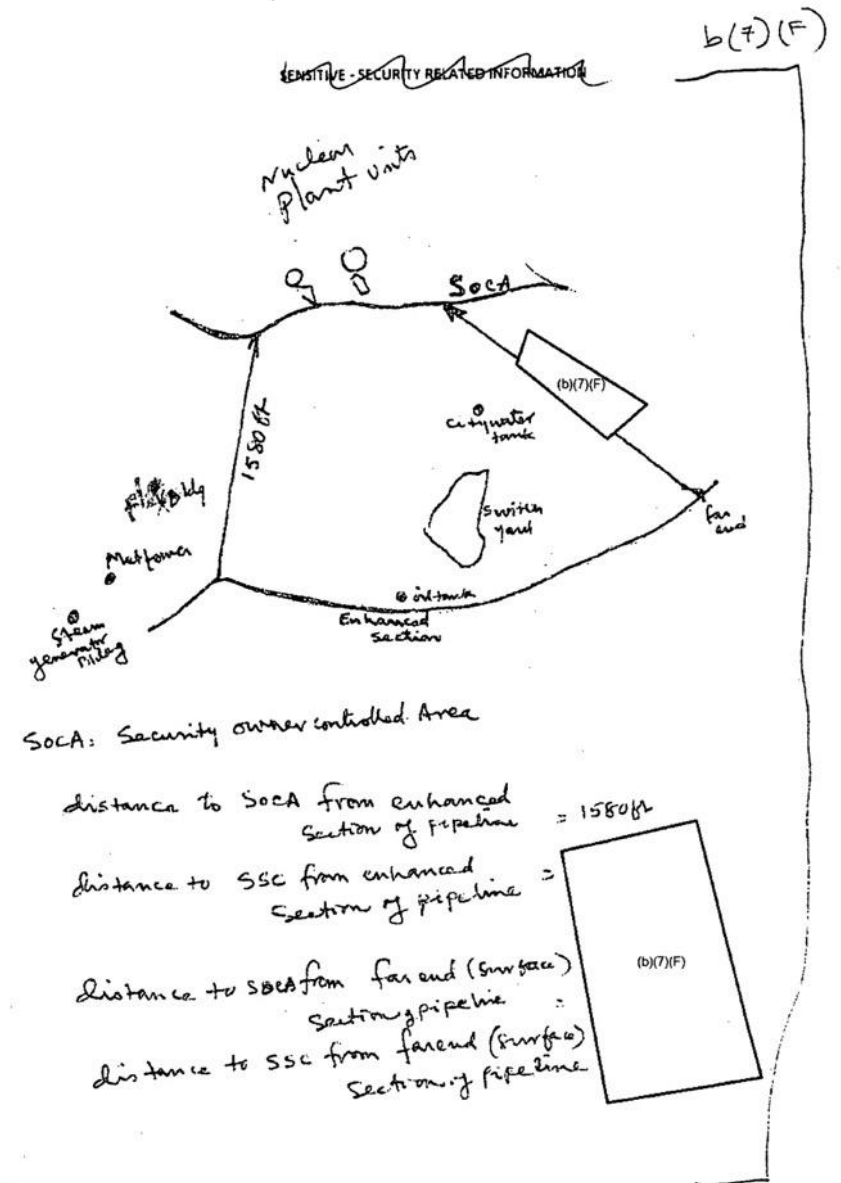 b(7)(F)
SENSITIVE - SECURITY RELATED INFORMATION
Nuclear
Plant Units
SOCA
(b)(7)(F)
1580 ft
city water
tank
Switch
yard
far
end
Met tower
oil tank
Enhanced
section
Steam
generator
Bldg
SOCA: Security owner controlled Area
distance to SOCA from enhanced
Section of pipeline = 1580 ft
distance to SSC from enhanced
Section of pipeline =
(b)(7)(F)
distance to SOCA from far end (surface)
Section of pipeline =
distance to SSC from far end (surface)
Section of pipeline